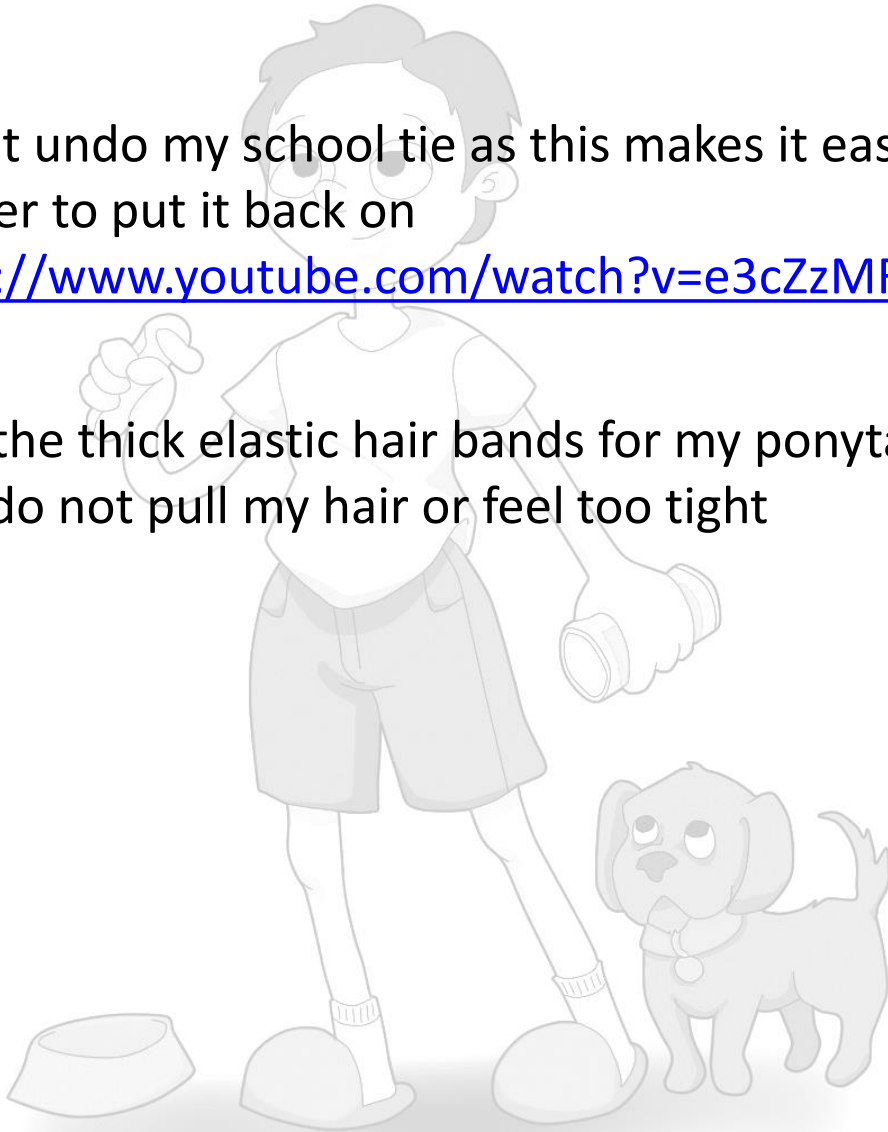 t undo my school tie as this makes it eas
er to put it back on
://www.youtube.com/watch?v=e3cZzMF
the thick elastic hair bands for my ponyta
do not pull my hair or feel too tight